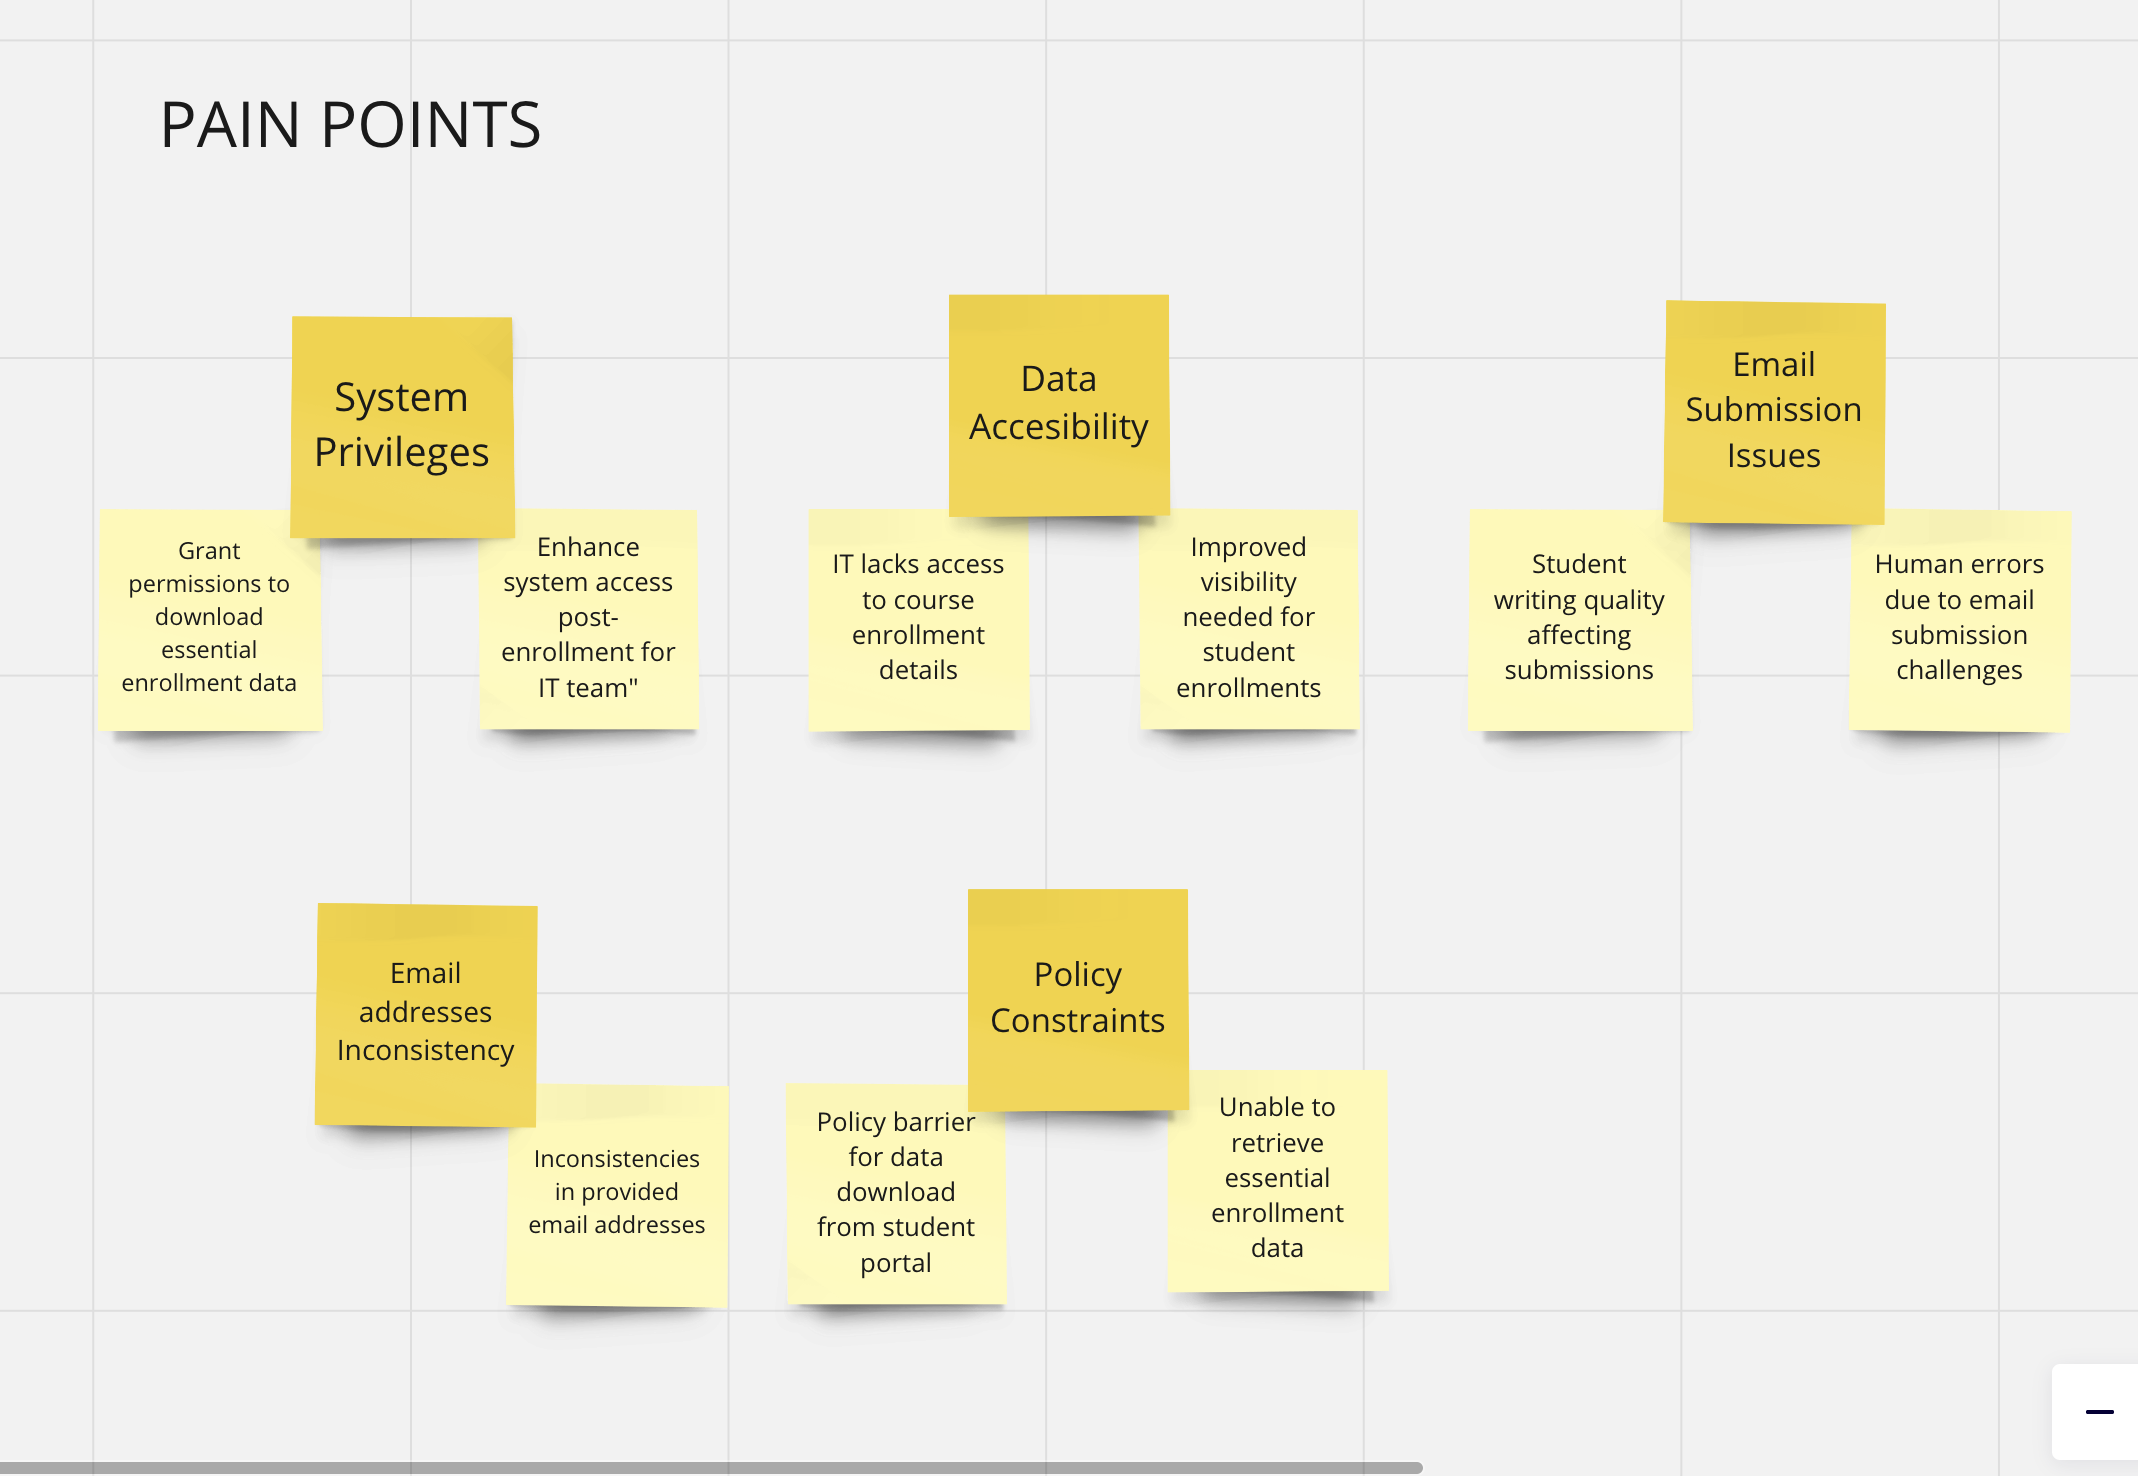 PAIN POINTS
System
Privileges
Grant
permissions to
download
essential
enrollment data
Enhance
system access
post-
enrollment for
IT team"
Data
Accesibility
IT lacks access
to course
enrollment
details
Improved
visibility
needed for
student
enrollments
Email
Submission
Issues
Student
writing quality
affecting
submissions
Human errors
due to email
submission
challenges
Email
addresses
Inconsistency
Inconsistencies
in provided
email addresses
Policy
Constraints
Policy barrier
for data
download
from student
portal
Unable to
retrieve
essential
enrollment
data